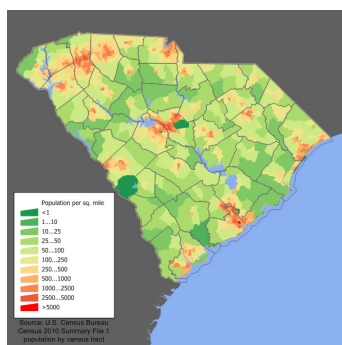 Population per sq. mile
<1
1...10
10...25
25...50
50...100
100...250
250...500
500...1000
1000...2500
2500...5000
>5000
Source: U.S. Census Bureau
Census 2010 Summary File 1
population by census tract